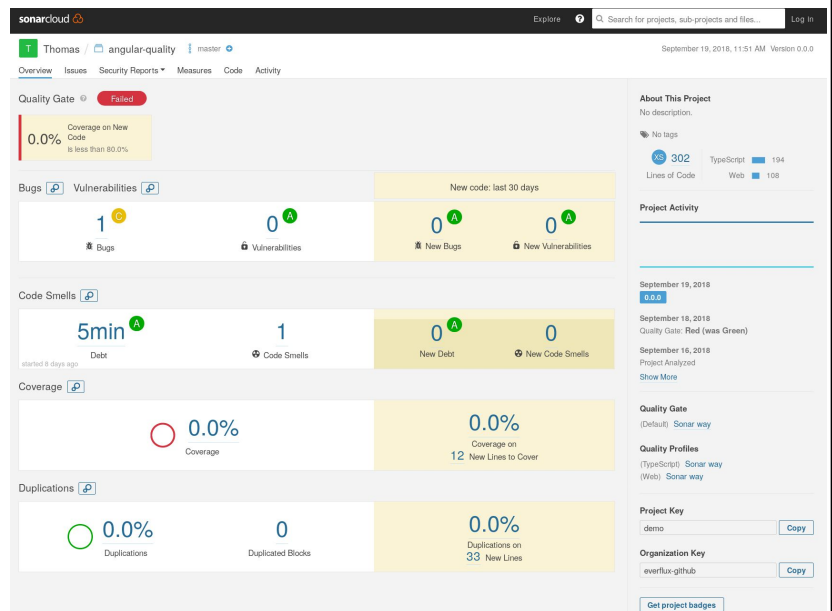 sonarcloud
Explore
Search for projects, sub-projects and files...
Log in
T Thomas / angular-quality master
September 19, 2018, 11:51 AM Version 0.0.0
Overview Issues Security Reports Measures Code Activity
Quality Gate Failed
0.0% Coverage on New Code
is less than 80.0%
Bugs Vulnerabilities
New code: last 30 days
1 C
Bugs
0 A
Vulnerabilities
0 A
New Bugs
0 A
New Vulnerabilities
Code Smells
5min A
Debt
started 8 days ago
1
Code Smells
0 A
New Debt
0
New Code Smells
Coverage
0.0%
Coverage
0.0%
Coverage on
12 New Lines to Cover
Duplications
0.0%
Duplications
0
Duplicated Blocks
0.0%
Duplications on
33 New Lines
About This Project
No description.
No tags
XS 302
Lines of Code
TypeScript 194
Web 108
Project Activity
September 19, 2018
0.0.0
September 18, 2018
Quality Gate: Red (was Green)
September 16, 2018
Project Analyzed
Show More
Quality Gate
(Default) Sonar way
Quality Profiles
(TypeScript) Sonar way
(Web) Sonar way
Project Key
demo Copy
Organization Key
everflux-github Copy
Get project badges